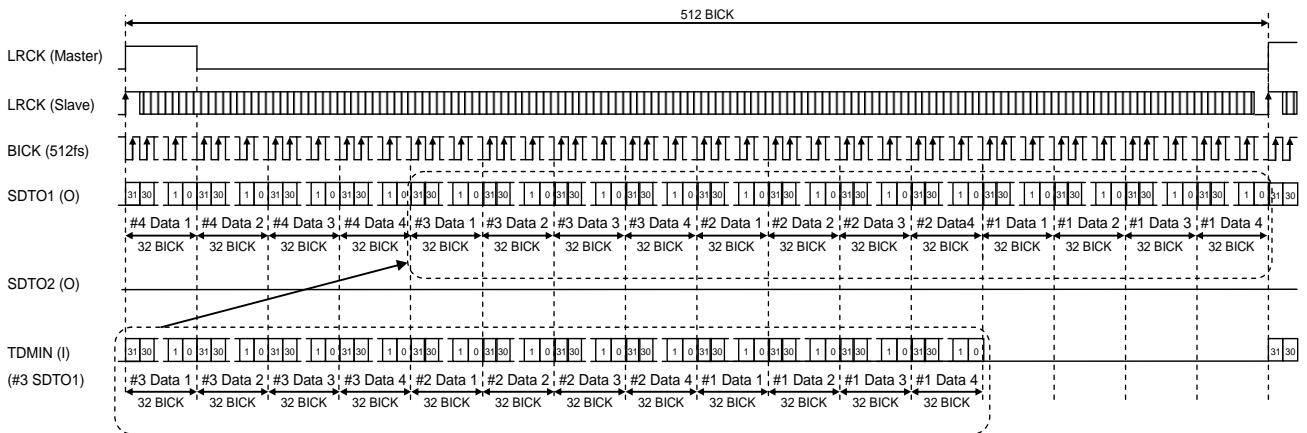 512 BICK
LRCK (Master)
LRCK (Slave)
BICK (512fs)
SDTO1 (O) 31 30 1 0 31 30 1 0 31 30 1 0 31 30 1 0 31 30 1 0 31 30 1 0 31 30 1 0 31 30 1 0 31 30 1 0 31 30 1 0 31 30 1 0 31 30 1 0 31 30 1 0 31 30 1 0 31 30 1 0 31 30 1 0 31 30
#4 Data 1 #4 Data 2 #4 Data 3 #4 Data 4 #3 Data 1 #3 Data 2 #3 Data 3 #3 Data 4 #2 Data 1 #2 Data 2 #2 Data 3 #2 Data4 #1 Data 1 #1 Data 2 #1 Data 3 #1 Data 4
32 BICK 32 BICK 32 BICK 32 BICK 32 BICK 32 BICK 32 BICK 32 BICK 32 BICK 32 BICK 32 BICK 32 BICK 32 BICK 32 BICK 32 BICK 32 BICK
SDTO2 (O)
TDMIN (I) 31 30 1 0 31 30 1 0 31 30 1 0 31 30 1 0 31 30 1 0 31 30 1 0 31 30 1 0 31 30 1 0 31 30 1 0 31 30 1 0 31 30 1 0 31 30 1 0 31 30
(#3 SDTO1) #3 Data 1 #3 Data 2 #3 Data 3 #3 Data 4 #2 Data 1 #2 Data 2 #2 Data 3 #2 Data 4 #1 Data 1 #1 Data 2 #1 Data 3 #1 Data 4
32 BICK 32 BICK 32 BICK 32 BICK 32 BICK 32 BICK 32 BICK 32 BICK 32 BICK 32 BICK 32 BICK 32 BICK